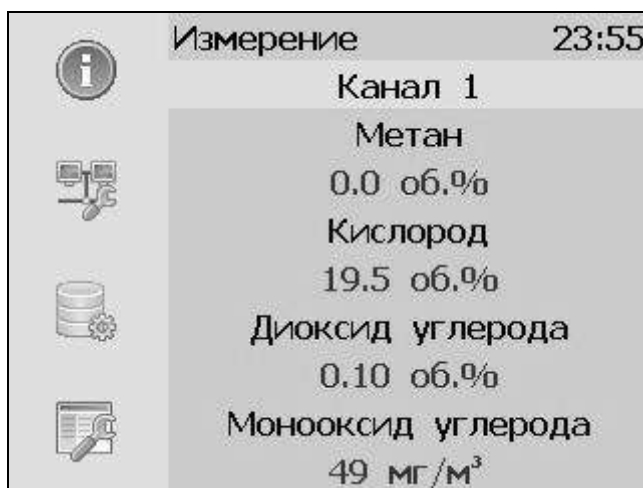 Измерение 23:55
Канал 1
Метан
0.0 об.%
Кислород
19.5 об.%
Диоксид углерода
0.10 об.%
Монооксид углерода
49 мг/м³